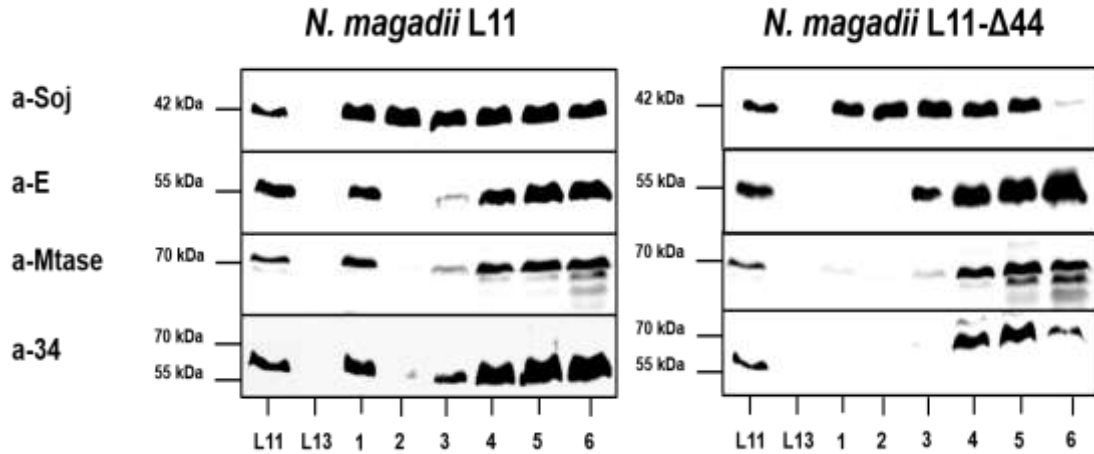 N. magadii L11 N. magadii L11-Δ44
a-Soj 42 kDa 42 kDa
a-E 55 kDa 55 kDa
a-Mtase 70 kDa 70 kDa
a-34 70 kDa 70 kDa
55 kDa 55 kDa
L11 L13 1 2 3 4 5 6 L11 L13 1 2 3 4 5 6